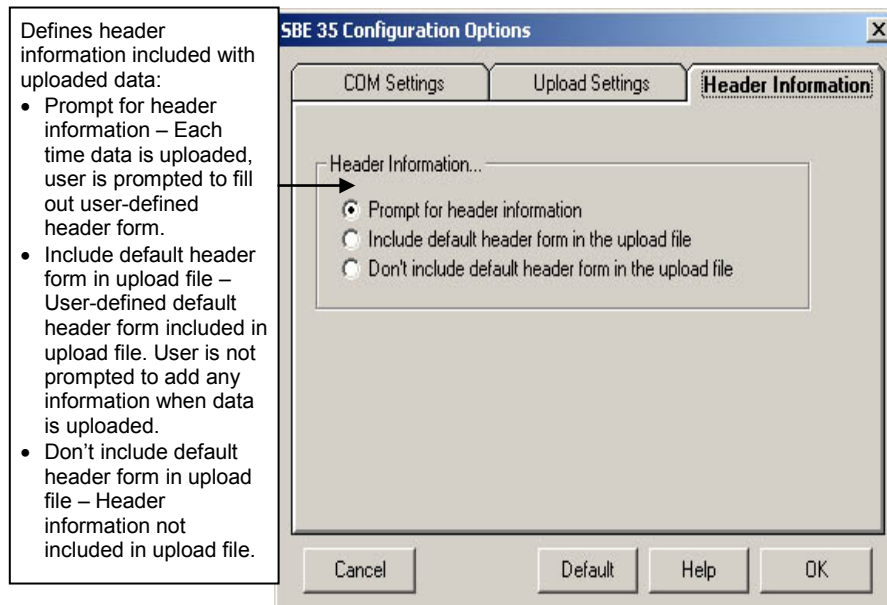 Defines header
information included with
uploaded data:
• Prompt for header
information – Each
time data is uploaded,
user is prompted to fill
out user-defined
header form.
• Include default header
form in upload file –
User-defined default
header form included in
upload file. User is not
prompted to add any
information when data
is uploaded.
• Don’t include default
header form in upload
file – Header
information not
included in upload file.
SBE 35 Configuration Options
COM Settings
Upload Settings
Header Information
Header Information...
Prompt for header information
Include default header form in the upload file
Don't include default header form in the upload file
Cancel
Default
Help
OK